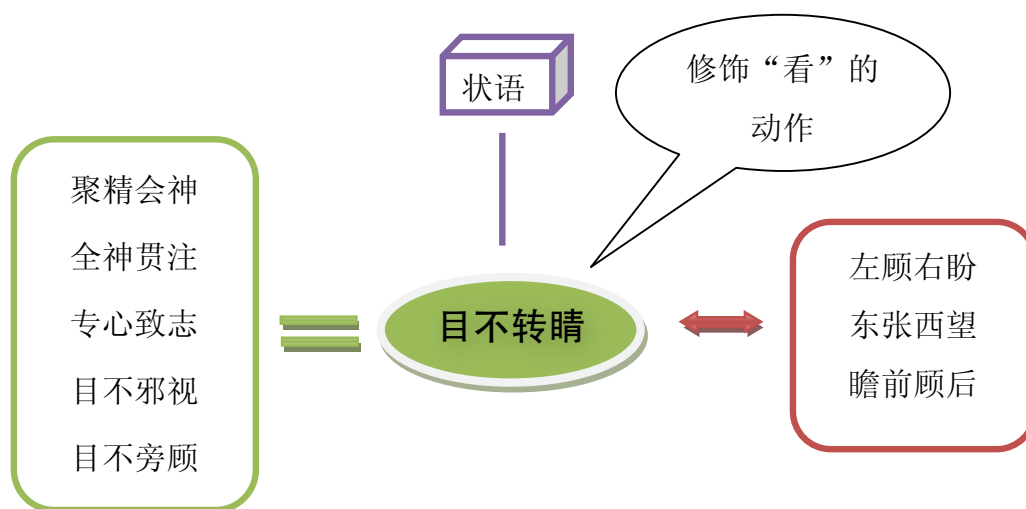 状语
修饰“看”的
动作
聚精会神
全神贯注
专心致志
目不邪视
目不旁顾
目不转睛
左顾右盼
东张西望
瞻前顾后